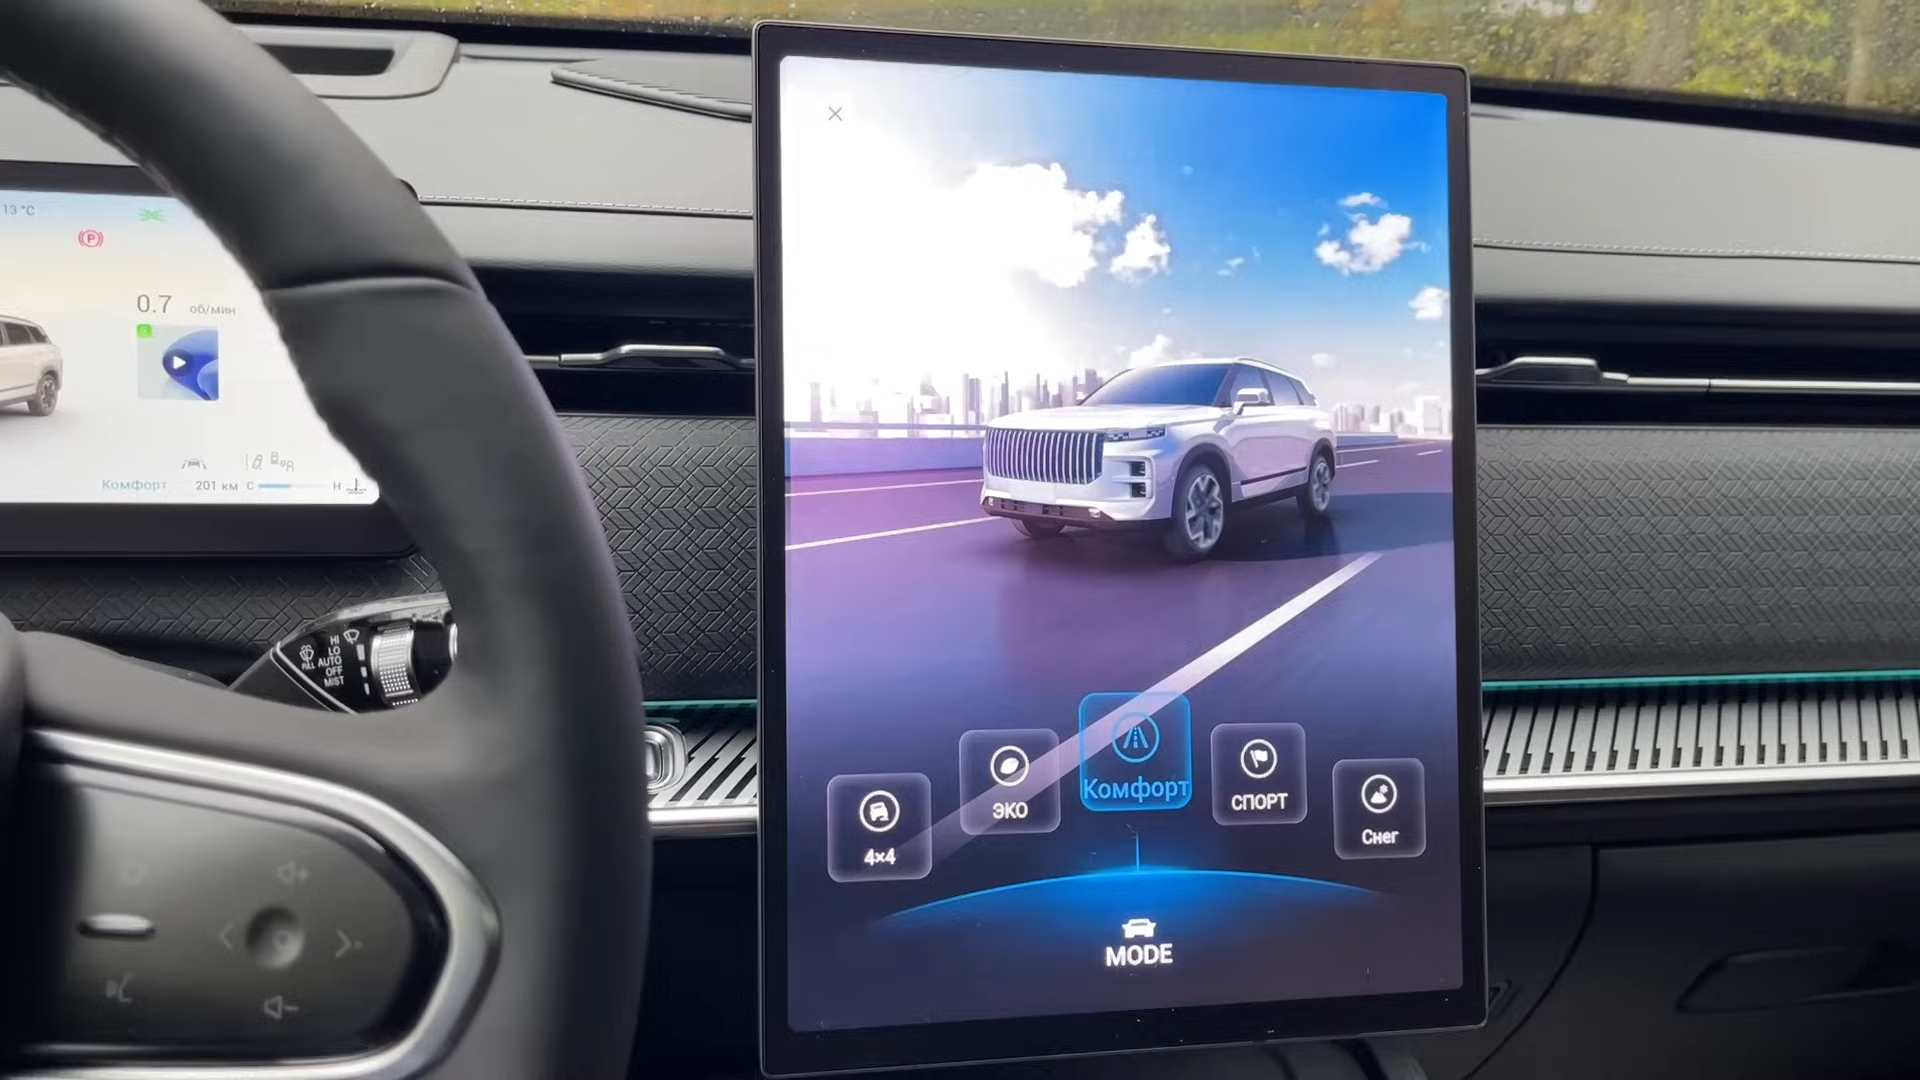 13 °C
0.7 об/мин
Комфорт 201 км C H
HI
LO
AUTO
OFF
MIST
PULL
4×4
ЭКО
Комфорт
СПОРТ
Снег
MODE